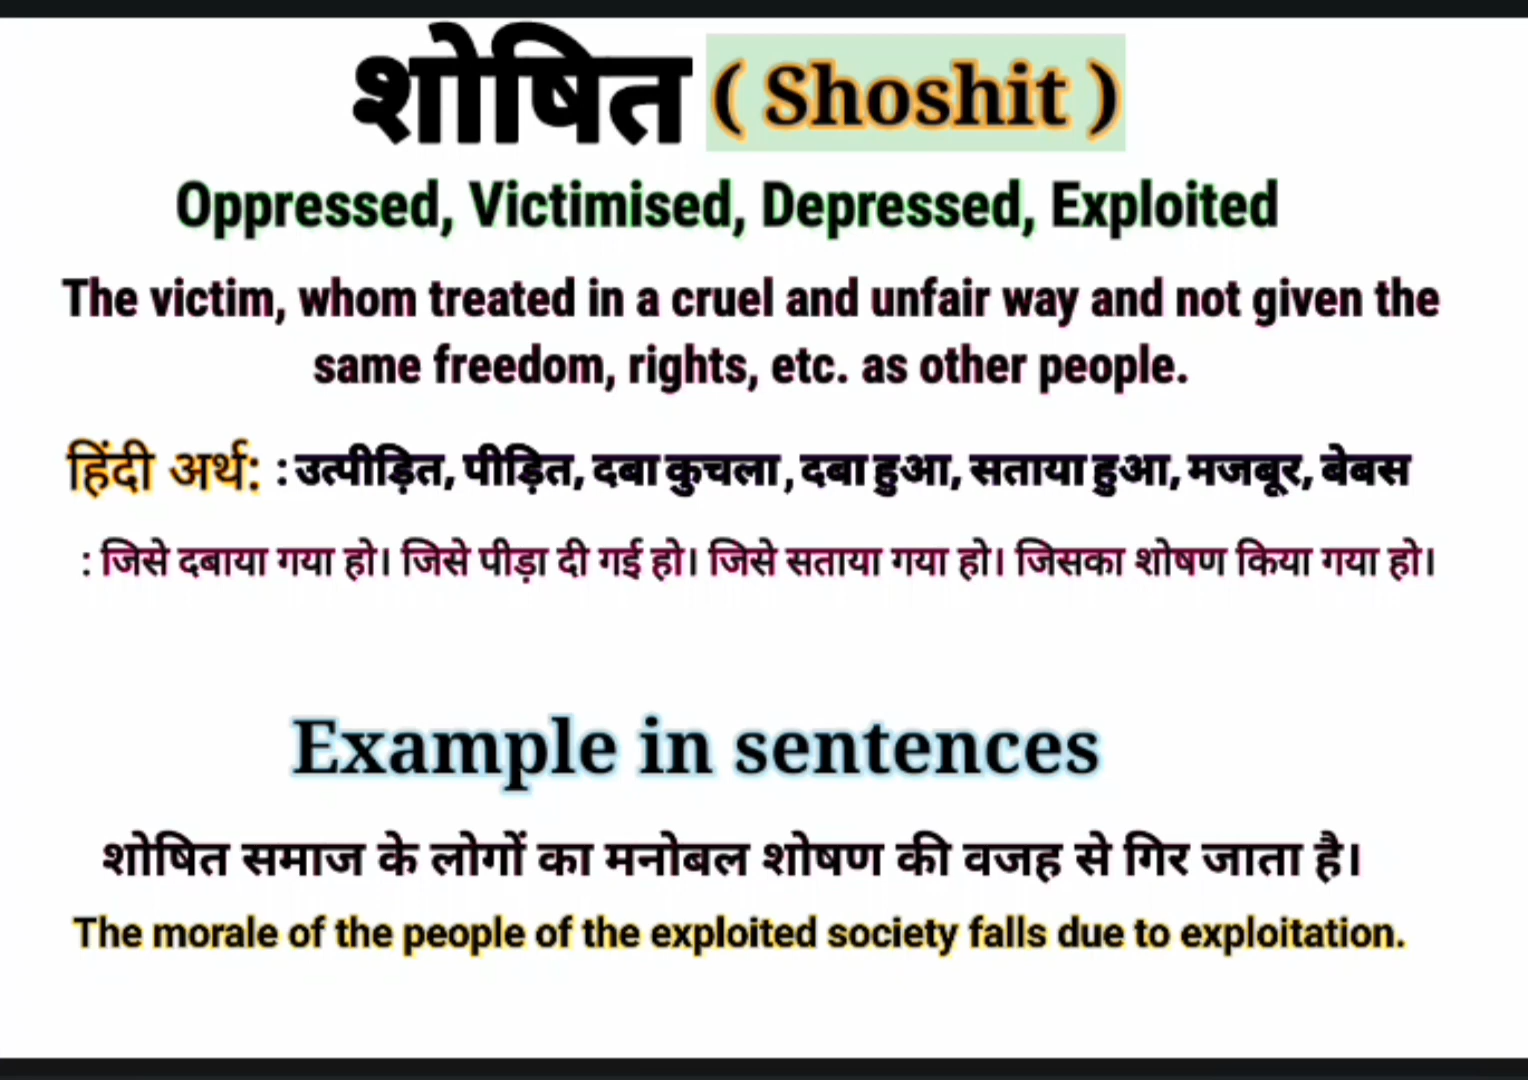 शोषित ( Shoshit )
Oppressed, Victimised, Depressed, Exploited
The victim, whom treated in a cruel and unfair way and not given the
same freedom, rights, etc. as other people.
हिंदी अर्थ: : उत्पीड़ित, पीड़ित, दबा कुचला, दबा हुआ, सताया हुआ, मजबूर, बेबस
: जिसे दबाया गया हो। जिसे पीड़ा दी गई हो। जिसे सताया गया हो। जिसका शोषण किया गया हो।
Example in sentences
शोषित समाज के लोगों का मनोबल शोषण की वजह से गिर जाता है।
The morale of the people of the exploited society falls due to exploitation.